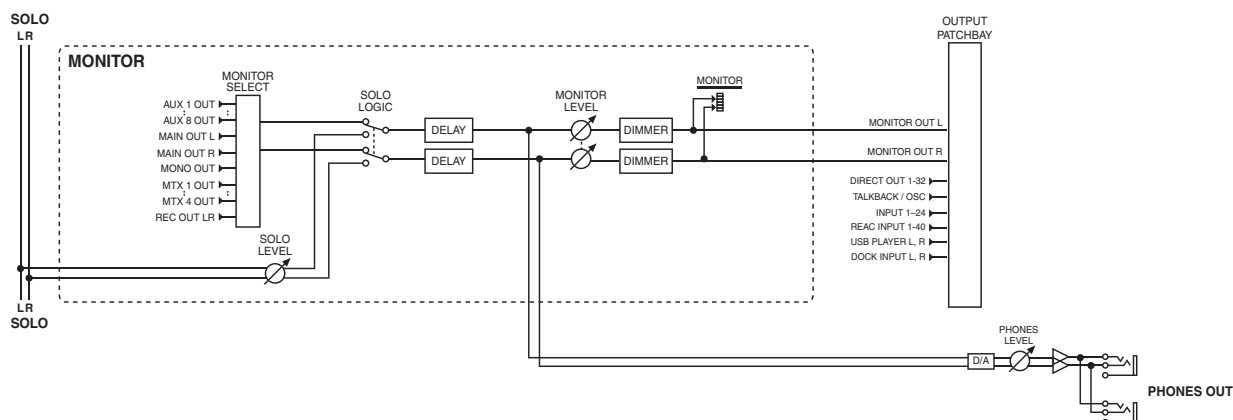 SOLO
L R
MONITOR
MONITOR
SELECT
AUX 1 OUT
AUX 8 OUT
MAIN OUT L
MAIN OUT R
MONO OUT
MTX 1 OUT
MTX 4 OUT
REC OUT LR
SOLO
LOGIC
DELAY
DELAY
MONITOR
LEVEL
DIMMER
DIMMER
MONITOR
SOLO
LEVEL
L R
SOLO
OUTPUT
PATCHBAY
MONITOR OUT L
MONITOR OUT R
DIRECT OUT 1-32
TALKBACK / OSC
INPUT 1–24
REAC INPUT 1-40
USB PLAYER L, R
DOCK INPUT L, R
D/A
PHONES
LEVEL
PHONES OUT